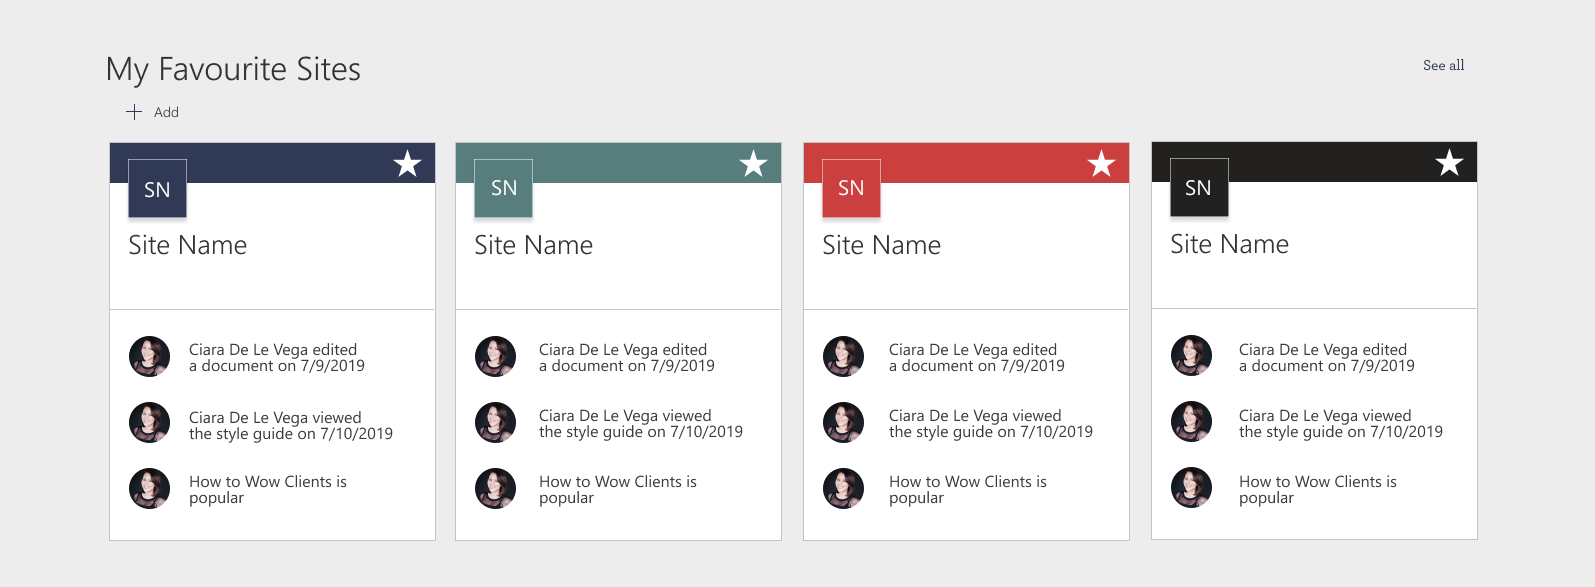 My Favourite Sites
See all
Add
SN
Site Name
Ciara De Le Vega edited
a document on 7/9/2019
Ciara De Le Vega viewed
the style guide on 7/10/2019
How to Wow Clients is
popular
SN
Site Name
Ciara De Le Vega edited
a document on 7/9/2019
Ciara De Le Vega viewed
the style guide on 7/10/2019
How to Wow Clients is
popular
SN
Site Name
Ciara De Le Vega edited
a document on 7/9/2019
Ciara De Le Vega viewed
the style guide on 7/10/2019
How to Wow Clients is
popular
SN
Site Name
Ciara De Le Vega edited
a document on 7/9/2019
Ciara De Le Vega viewed
the style guide on 7/10/2019
How to Wow Clients is
popular